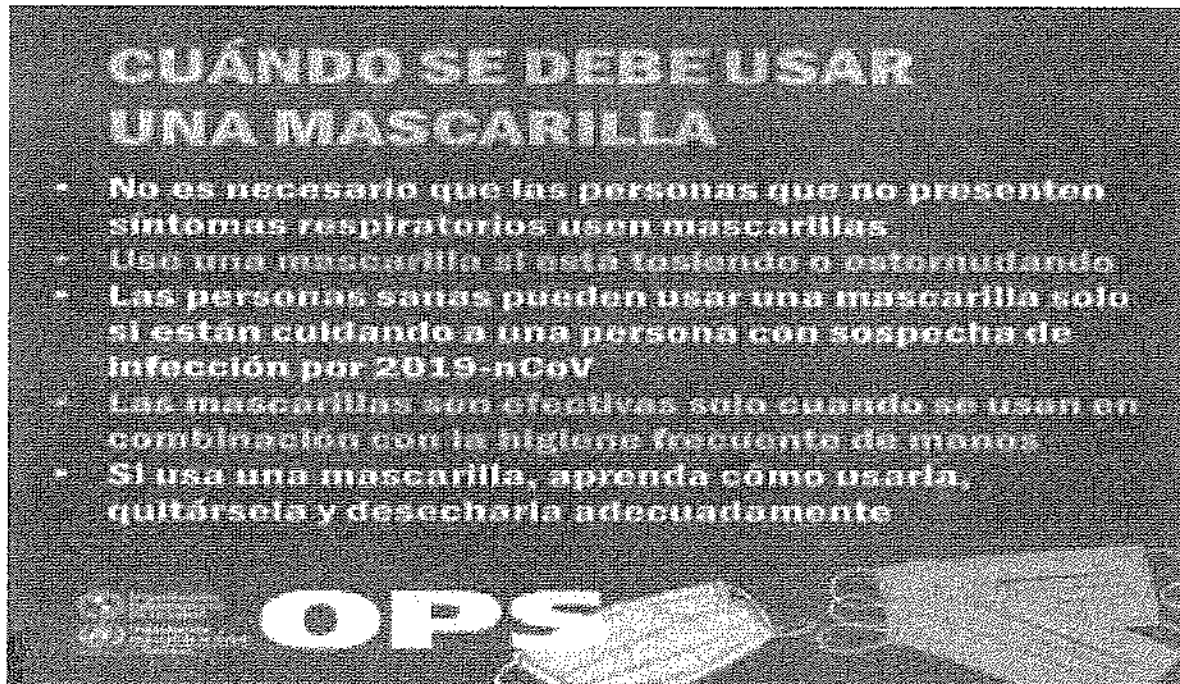 CUÁNDO SE DEBE USAR
UNA MASCARILLA
• No es necesario que las personas que no presenten
síntomas respiratorios usen mascarillas
• Use una mascarilla si está tosiendo o estornudando
• Las personas sanas pueden usar una mascarilla solo
si están cuidando a una persona con sospecha de
infección por 2019-nCoV
• Las mascarillas son efectivas solo cuando se usan en
combinación con la higiene frecuente de manos
• Si usa una mascarilla, aprenda cómo usarla,
quitársela y desecharla adecuadamente
OPS